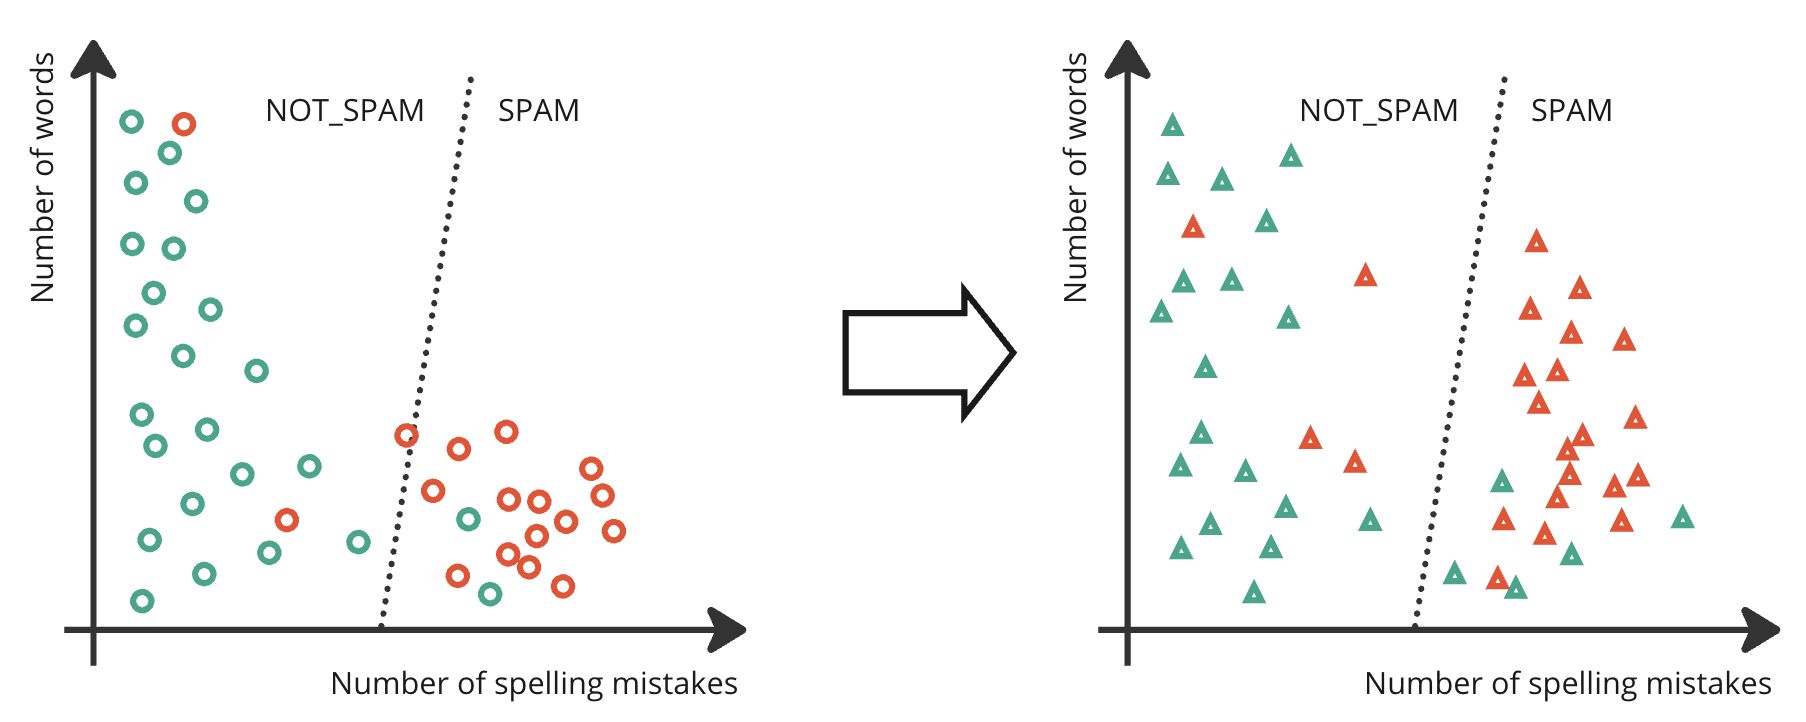 Number of words
NOT_SPAM
SPAM
Number of spelling mistakes
Number of words
NOT_SPAM
SPAM
Number of spelling mistakes